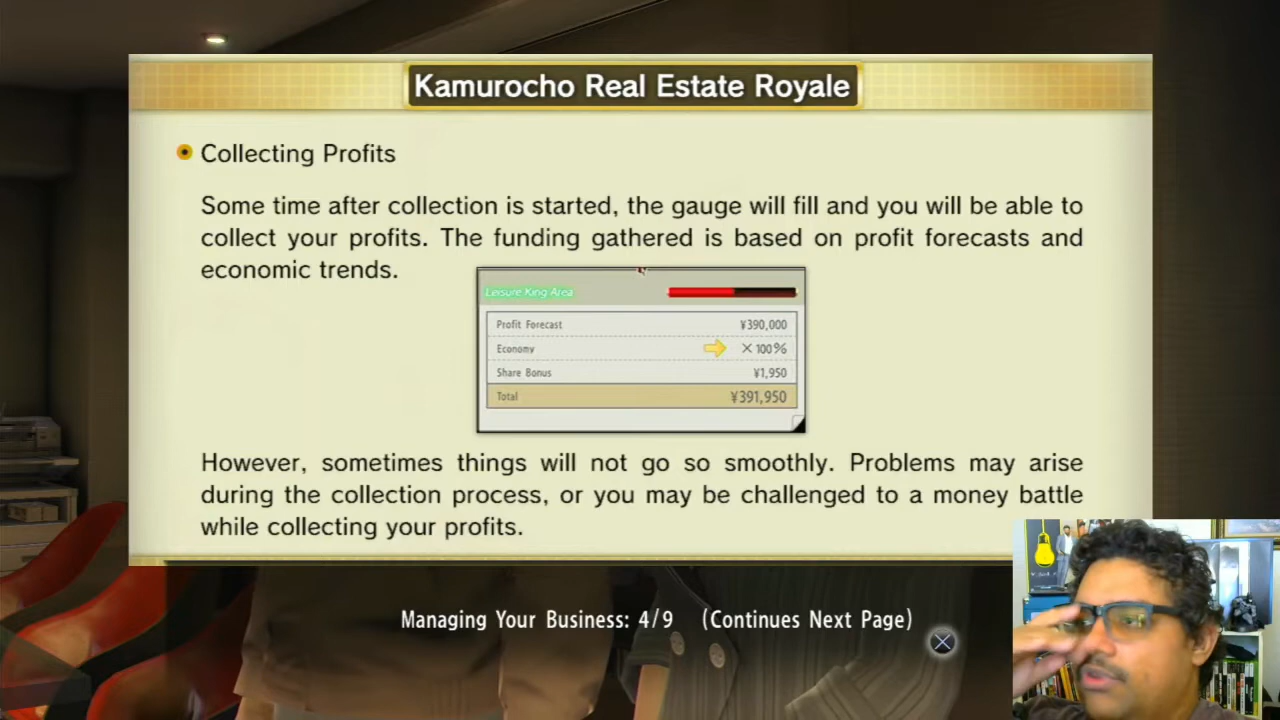 Kamurocho Real Estate Royale
Collecting Profits
Some time after collection is started, the gauge will fill and you will be able to
collect your profits. The funding gathered is based on profit forecasts and
economic trends.
Leisure King Area
Profit Forecast ¥390,000
Economy ×100%
Share Bonus ¥1,950
Total ¥391,950
However, sometimes things will not go so smoothly. Problems may arise
during the collection process, or you may be challenged to a money battle
while collecting your profits.
Managing Your Business: 4/9 (Continues Next Page)